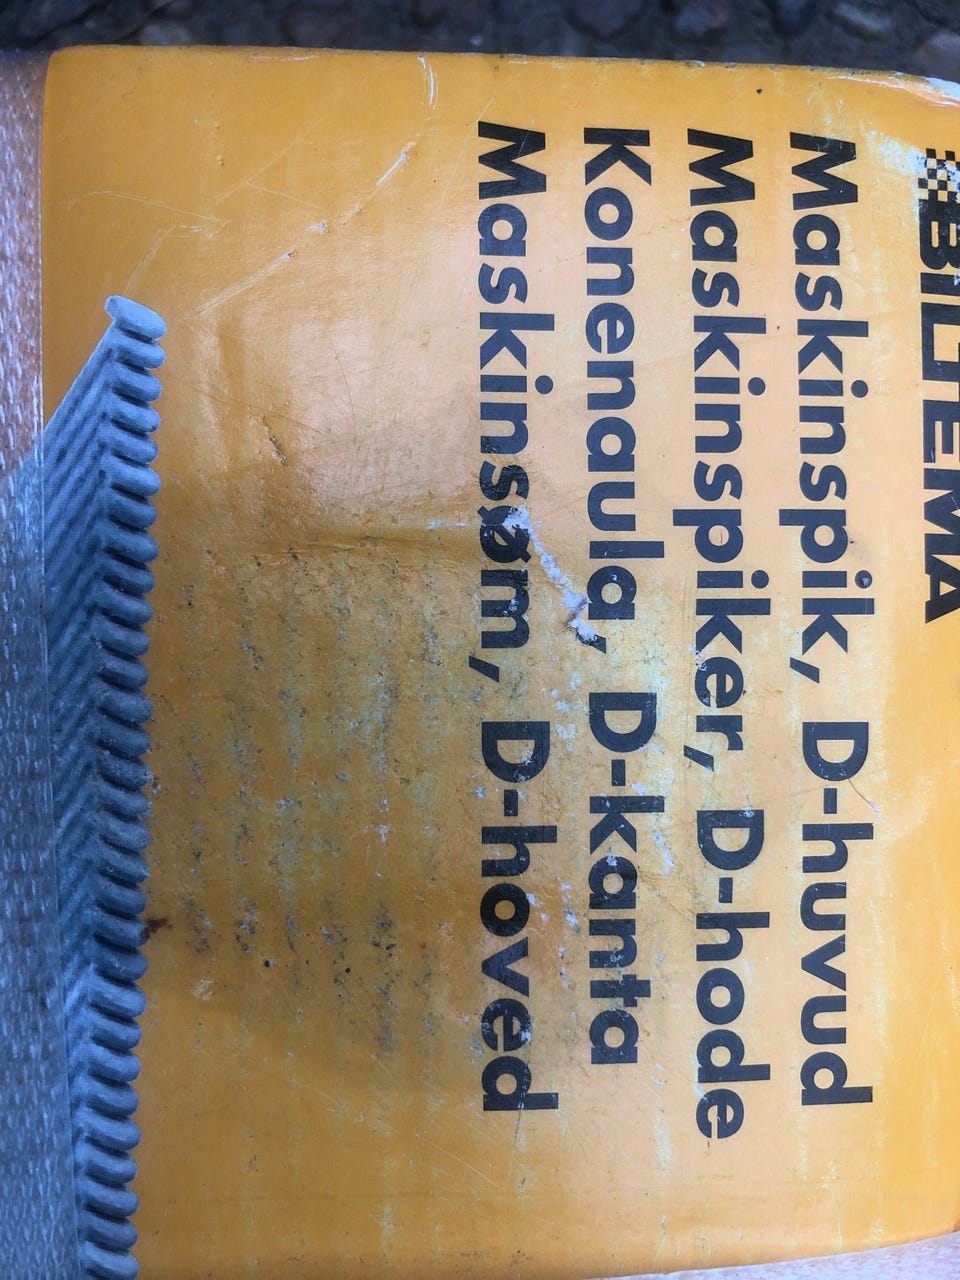 BILTEMA
Maskinspik, D-huvud
Maskinspiker, D-hode
Konenaula, D-kanta
Maskinsøm, D-hoved